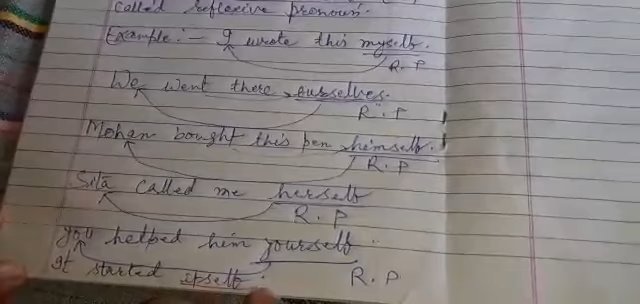 called reflexive pronoun.
Example:- I wrote this myself.
R.P
We went there ourselves.
R.P
Mohan bought this pen himself.
R.P
Sita called me herself
R.P
you helped him yourself.
It started itself.
R.P